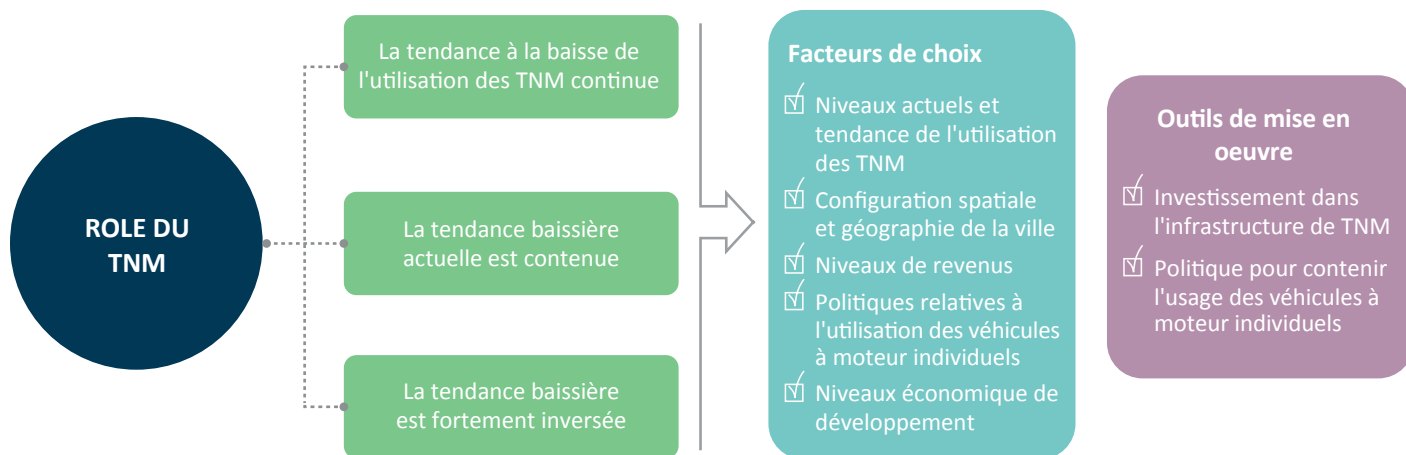 ROLE DU
TNM
La tendance à la baisse de
l'utilisation des TNM continue
La tendance baissière
actuelle est contenue
La tendance baissière
est fortement inversée
Facteurs de choix
Niveaux actuels et
tendance de l'utilisation
des TNM
Configuration spatiale
et géographie de la ville
Niveaux de revenus
Politiques relatives à
l'utilisation des véhicules
à moteur individuels
Niveaux économique de
développement
Outils de mise en
oeuvre
Investissement dans
l'infrastructure de TNM
Politique pour contenir
l'usage des véhicules à
moteur individuels